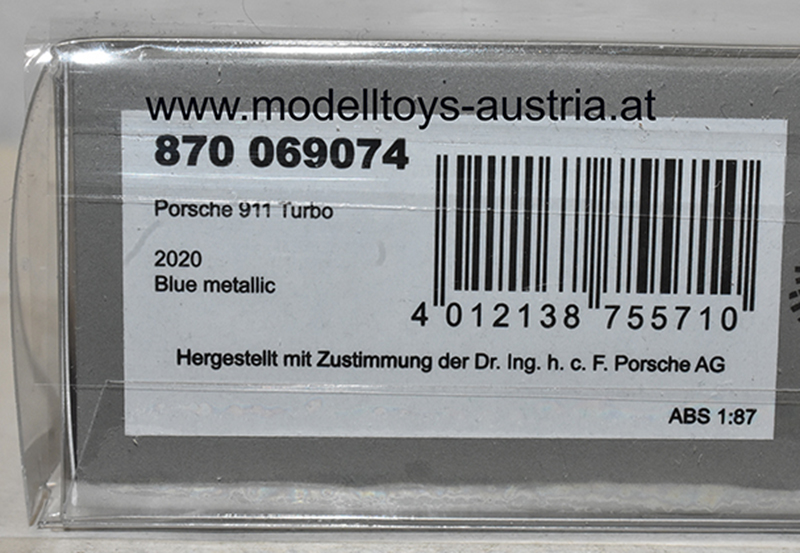 www.modelltoys-austria.at
870 069074
Porsche 911 Turbo
2020
Blue metallic
4 012138 755710
Hergestellt mit Zustimmung der Dr. Ing. h. c. F. Porsche AG
ABS 1:87